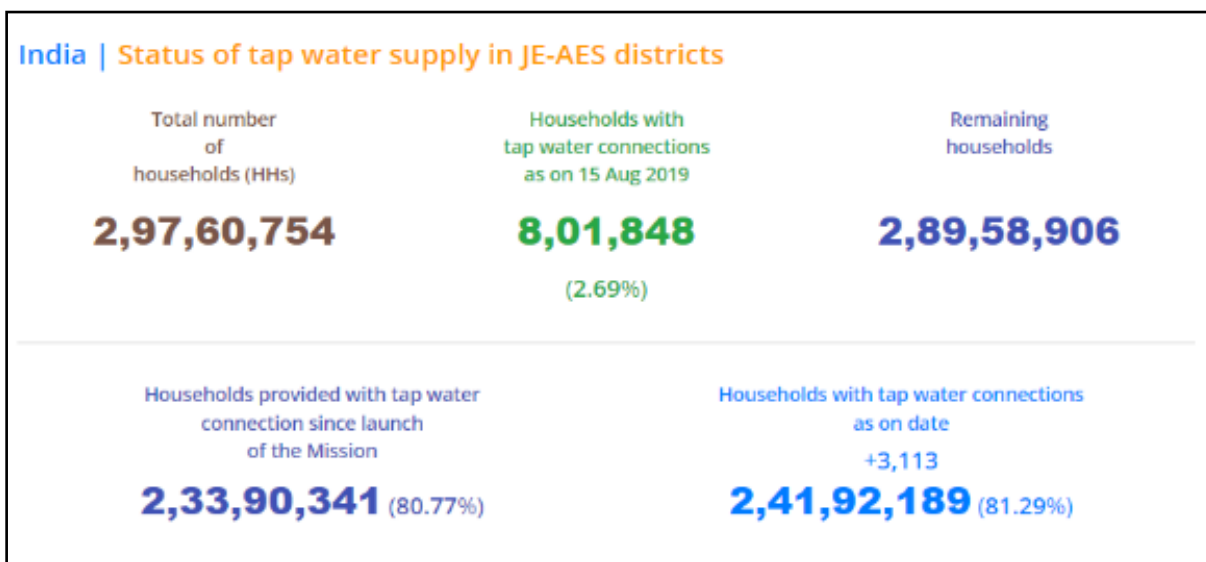 India | Status of tap water supply in JE-AES districts
Total number
of
households (HHs)
2,97,60,754
Households with
tap water connections
as on 15 Aug 2019
8,01,848
(2.69%)
Remaining
households
2,89,58,906
Households provided with tap water
connection since launch
of the Mission
2,33,90,341 (80.77%)
Households with tap water connections
as on date
+3,113
2,41,92,189 (81.29%)